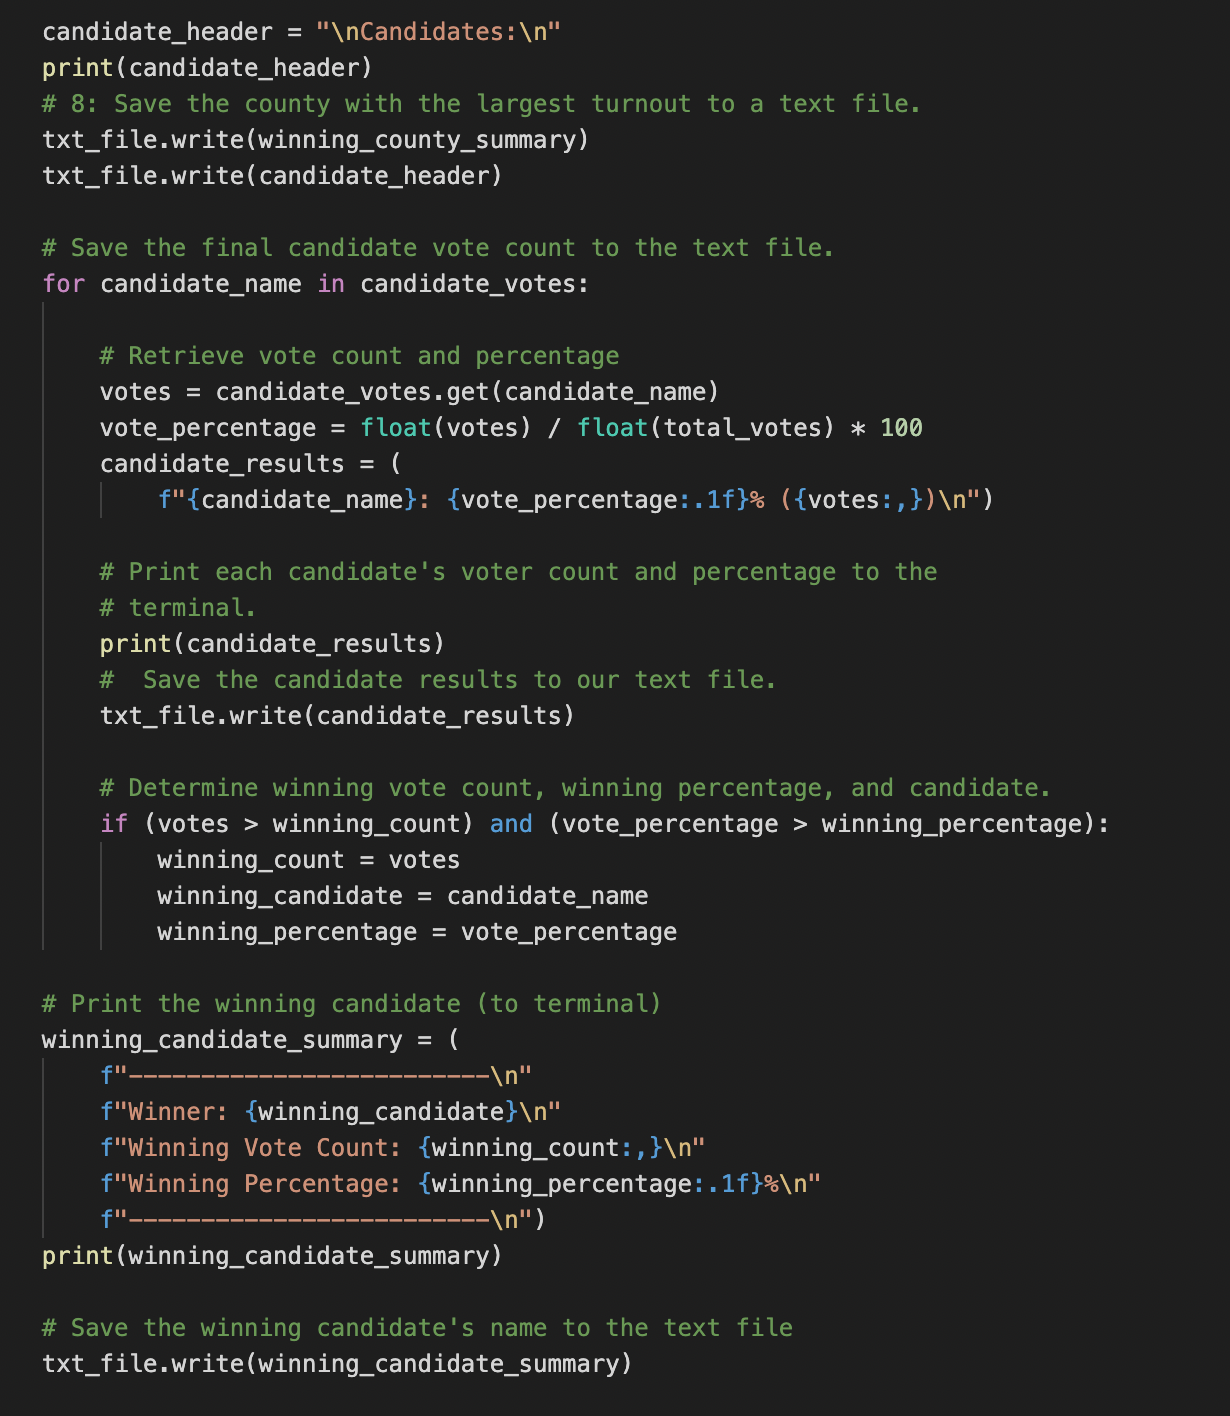 candidate_header = "\nCandidates:\n"
print(candidate_header)
# 8: Save the county with the largest turnout to a text file.
txt_file.write(winning_county_summary)
txt_file.write(candidate_header)

# Save the final candidate vote count to the text file.
for candidate_name in candidate_votes:

    # Retrieve vote count and percentage
    votes = candidate_votes.get(candidate_name)
    vote_percentage = float(votes) / float(total_votes) * 100
    candidate_results = (
        f"{candidate_name}: {vote_percentage:.1f}% ({votes:,})\n")

    # Print each candidate's voter count and percentage to the
    # terminal.
    print(candidate_results)
    #  Save the candidate results to our text file.
    txt_file.write(candidate_results)

    # Determine winning vote count, winning percentage, and candidate.
    if (votes > winning_count) and (vote_percentage > winning_percentage):
        winning_count = votes
        winning_candidate = candidate_name
        winning_percentage = vote_percentage

# Print the winning candidate (to terminal)
winning_candidate_summary = (
    f"-------------------------\n"
    f"Winner: {winning_candidate}\n"
    f"Winning Vote Count: {winning_count:,}\n"
    f"Winning Percentage: {winning_percentage:.1f}%\n"
    f"-------------------------\n")
print(winning_candidate_summary)

# Save the winning candidate's name to the text file
txt_file.write(winning_candidate_summary)